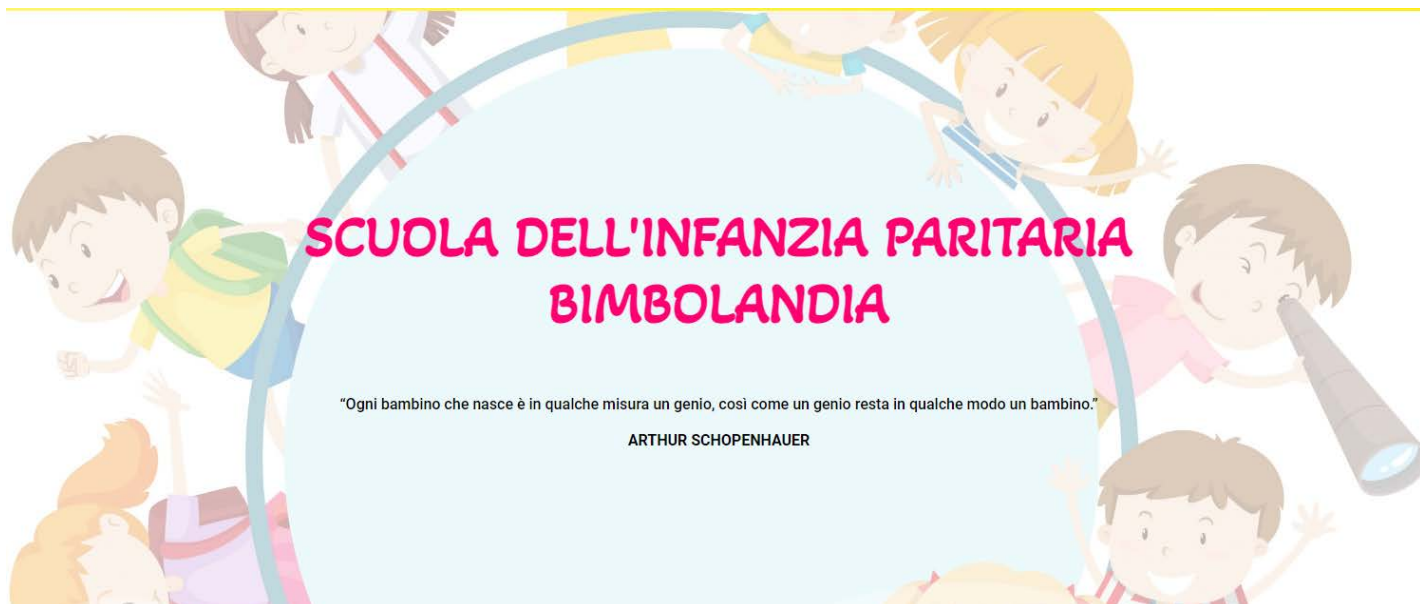 SCUOLA DELL'INFANZIA PARITARIA
BIMBOLANDIA
“Ogni bambino che nasce è in qualche misura un genio, così come un genio resta in qualche modo un bambino.”
ARTHUR SCHOPENHAUER